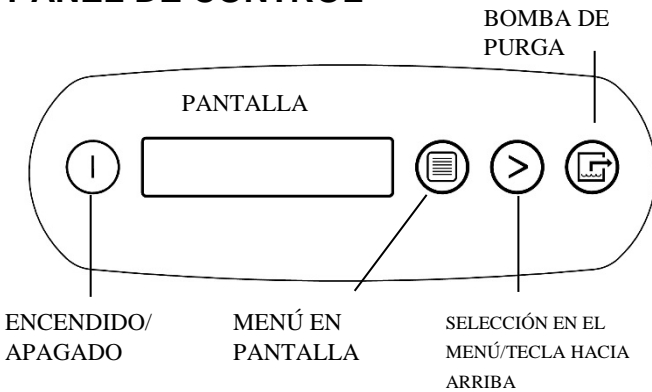 PANEL DE CONTROL
BOMBA DE
PURGA
PANTALLA
ENCENDIDO/
APAGADO
MENÚ EN
PANTALLA
SELECCIÓN EN EL
MENÚ/TECLA HACIA
ARRIBA